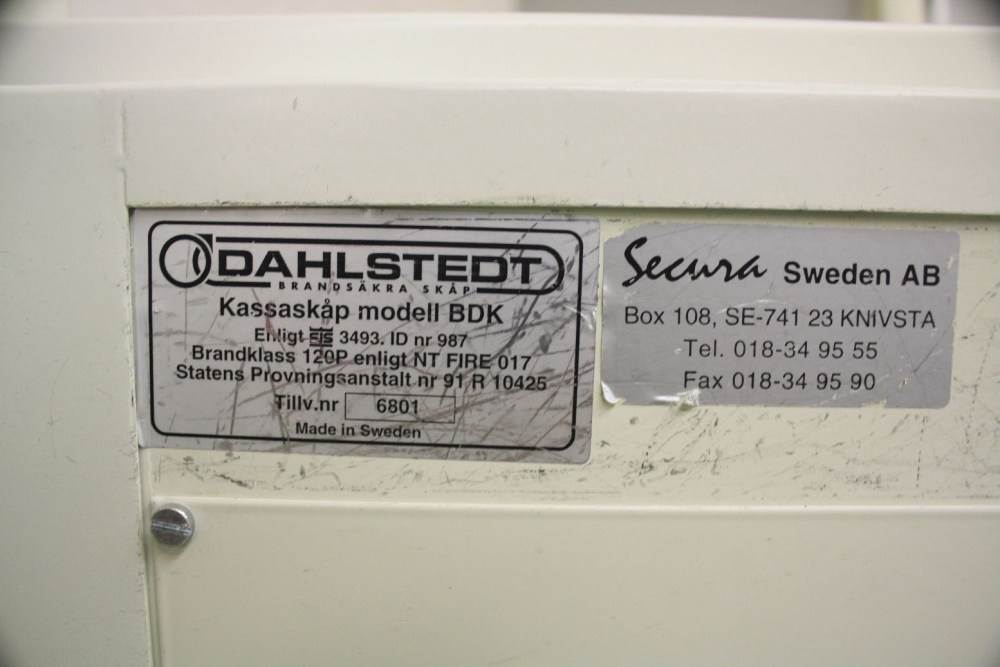 DAHLSTEDT
BRANDSÄKRA SKÅP
Kassaskåp modell BDK
Enligt SIS 3493. ID nr 987
Brandklass 120P enligt NT FIRE 017
Statens Provningsanstalt nr 91 R 10425
Tillv.nr 6801
Made in Sweden
Secura Sweden AB
Box 108, SE-741 23 KNIVSTA
Tel. 018-34 95 55
Fax 018-34 95 90